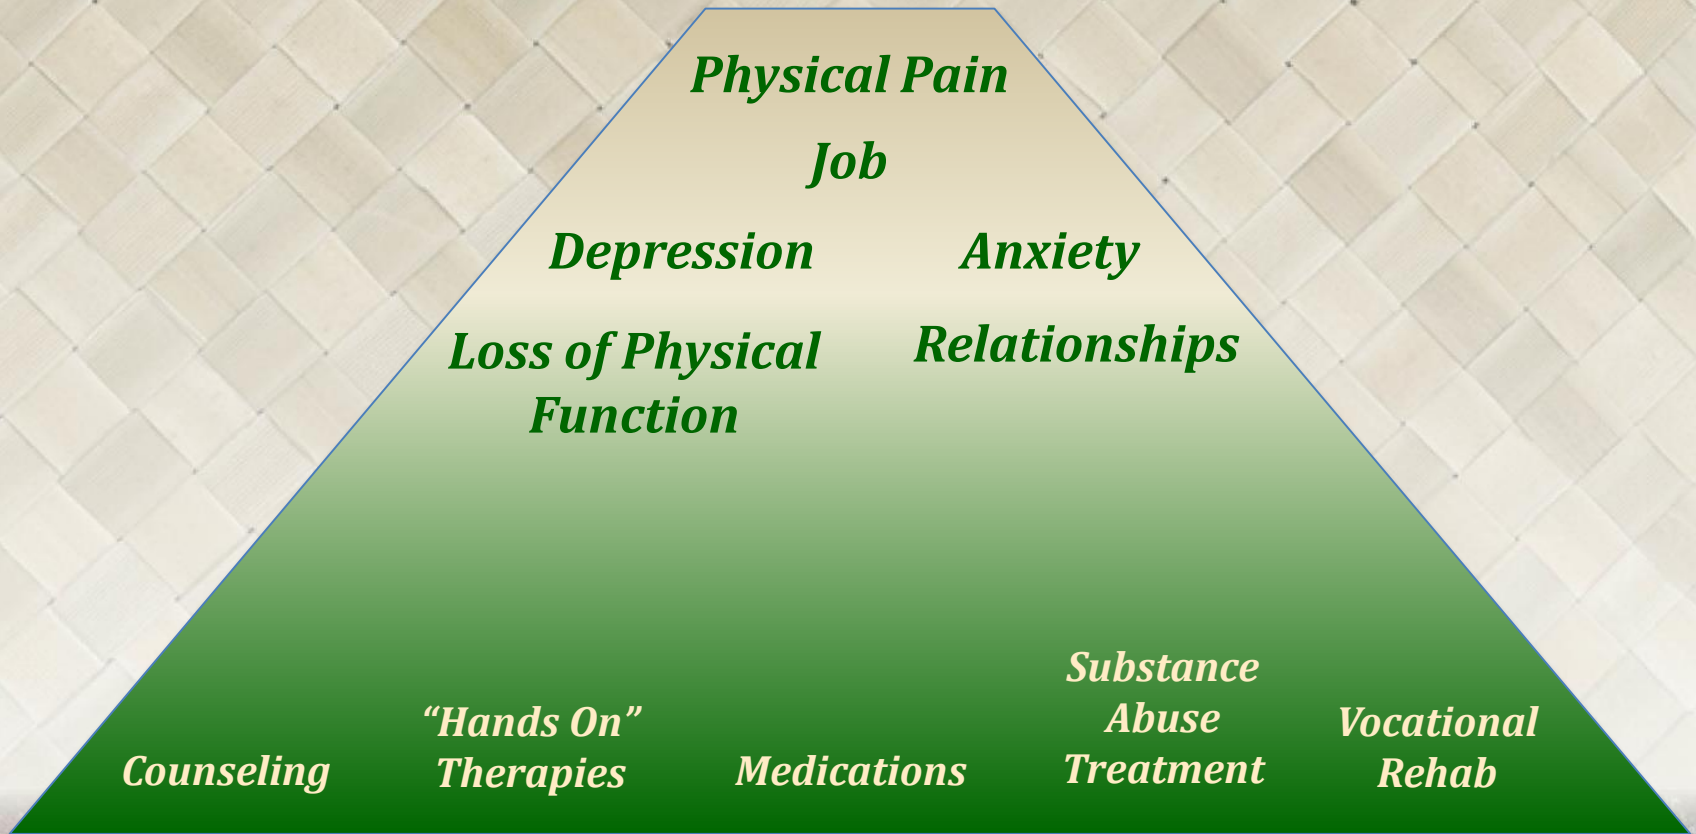 Physical Pain
Job
Depression Anxiety
Loss of Physical
Function
Relationships
Counseling
“Hands On”
Therapies
Medications
Substance
Abuse
Treatment
Vocational
Rehab